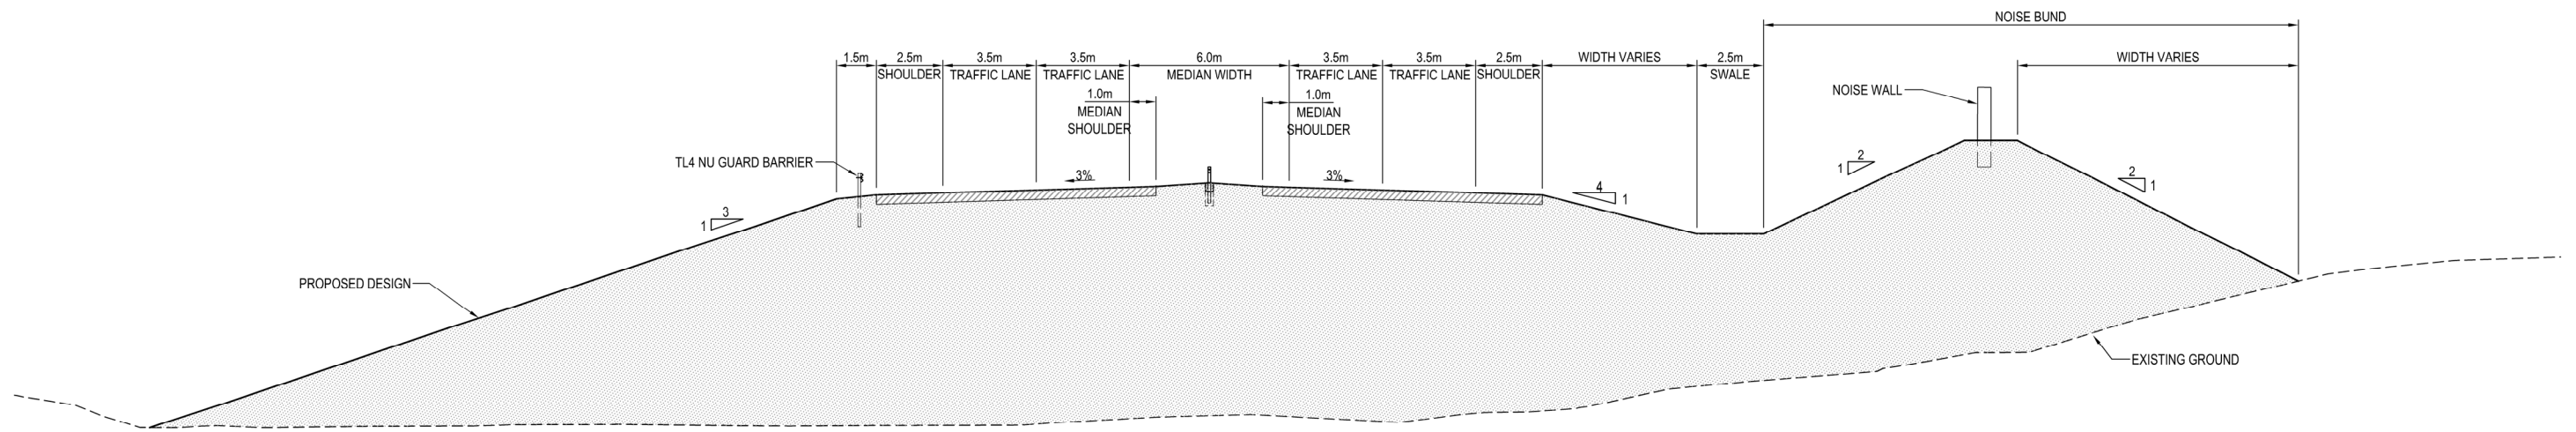 NOISE BUND
1.5m
2.5m
SHOULDER
3.5m
TRAFFIC LANE
3.5m
TRAFFIC LANE
6.0m
MEDIAN WIDTH
3.5m
TRAFFIC LANE
3.5m
TRAFFIC LANE
2.5m
SHOULDER
WIDTH VARIES
2.5m
SWALE
WIDTH VARIES
1.0m
MEDIAN
SHOULDER
1.0m
MEDIAN
SHOULDER
NOISE WALL
TL4 NU GUARD BARRIER
3%
3%
1
3
4
1
1
2
2
1
PROPOSED DESIGN
EXISTING GROUND